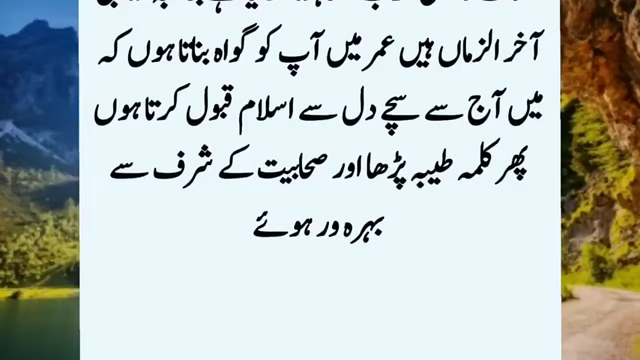 آخر الزماں ہیں عمر میں آپ کو گواہ بناتا ہوں کہ
میں آج سے سچے دل سے اسلام قبول کرتا ہوں
پھر کلمہ طیبہ پڑھا اور صحابیت کے شرف سے
بہرہ ور ہوئے